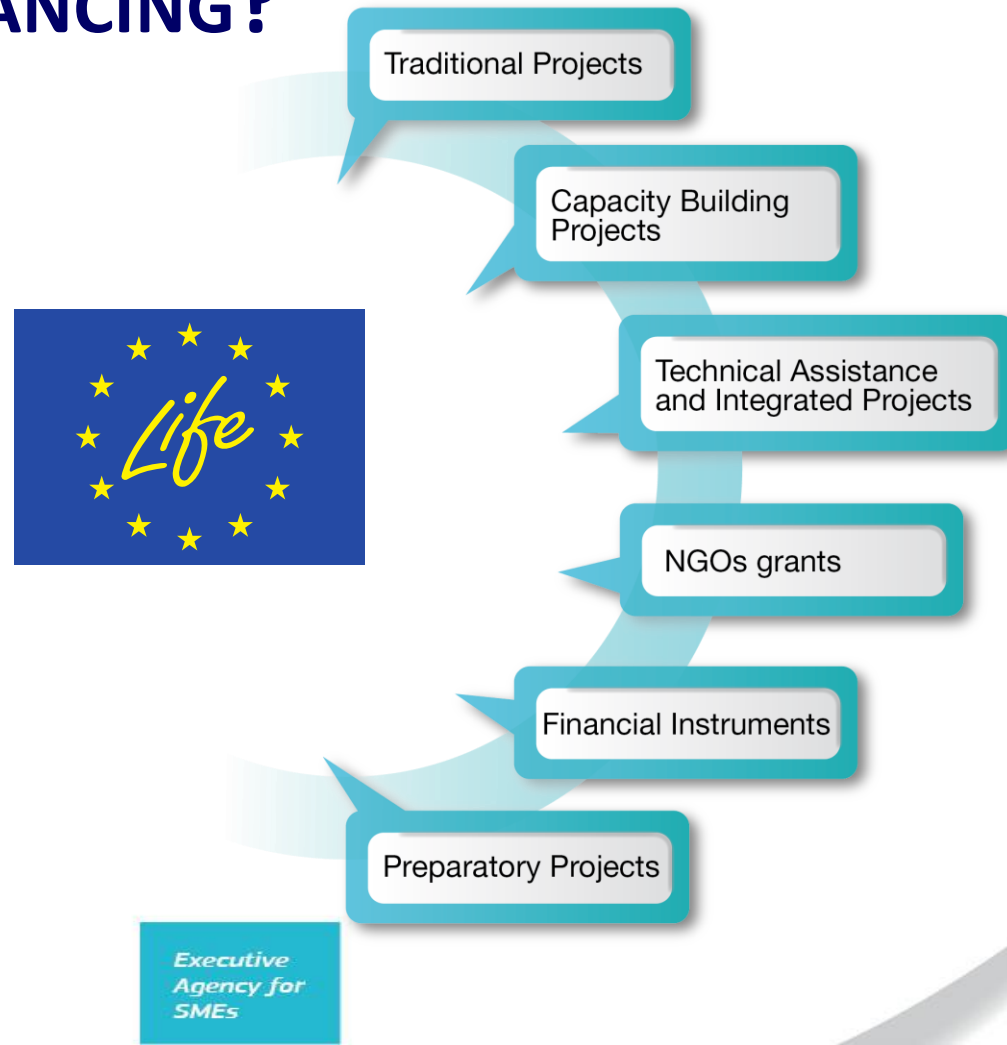 ANCING?
Traditional Projects
Capacity Building
Projects
Technical Assistance
and Integrated Projects
Life
NGOs grants
Financial Instruments
Preparatory Projects
Executive
Agency for
SMEs